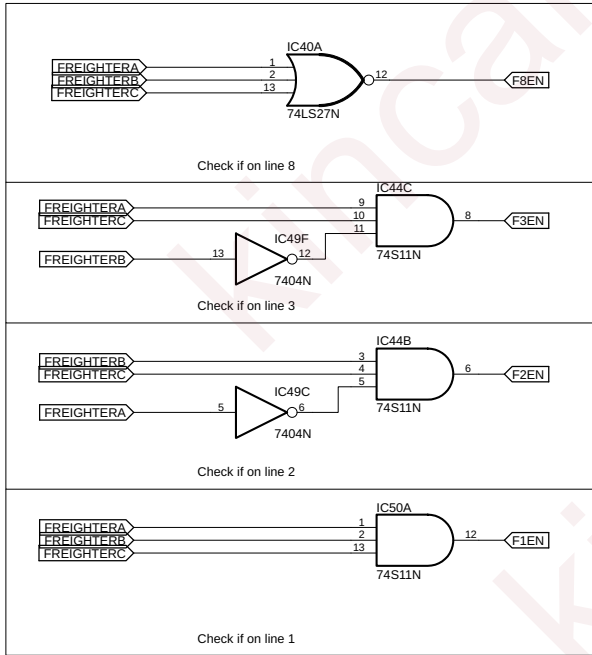 IC40A
FREIGHTERA 1
FREIGHTERB 2 12 F8EN
FREIGHTERC 13
74LS27N
Check if on line 8
IC44C
FREIGHTERA 9
FREIGHTERC 10 8 F3EN
IC49F 11
FREIGHTERB 13 12 74S11N
7404N
Check if on line 3
IC44B
FREIGHTERB 3
FREIGHTERC 4 6 F2EN
IC49C 5
FREIGHTERA 5 6 74S11N
7404N
Check if on line 2
IC50A
FREIGHTERA 1
FREIGHTERB 2 12 F1EN
FREIGHTERC 13
74S11N
Check if on line 1
kincai
ki